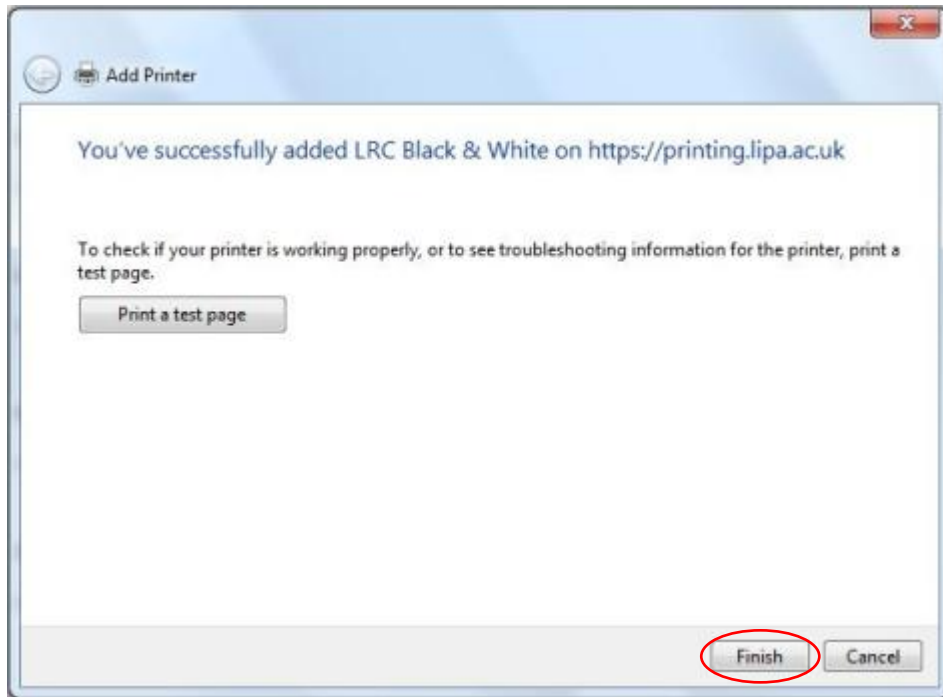 Add Printer
You've successfully added LRC Black & White on https://printing.lipa.ac.uk
To check if your printer is working properly, or to see troubleshooting information for the printer, print a
test page.
Print a test page
Finish
Cancel